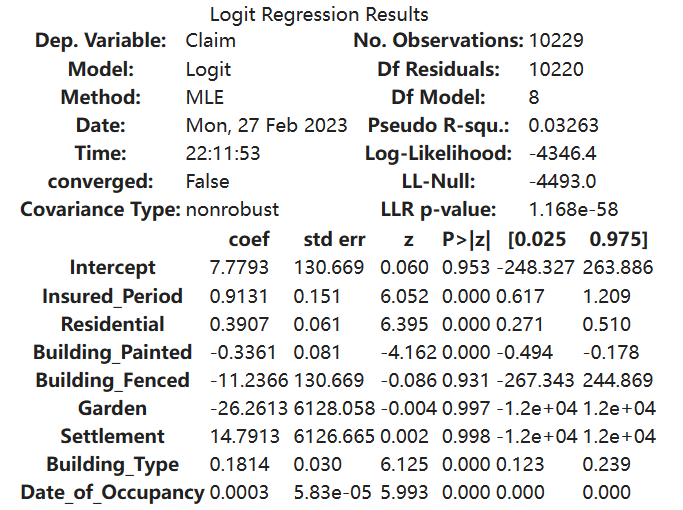 Logit Regression Results
Dep. Variable: Claim No. Observations: 10229
Model: Logit Df Residuals: 10220
Method: MLE Df Model: 8
Date: Mon, 27 Feb 2023 Pseudo R-squ.: 0.03263
Time: 22:11:53 Log-Likelihood: -4346.4
converged: False LL-Null: -4493.0
Covariance Type: nonrobust LLR p-value: 1.168e-58
coef std err z P>|z| [0.025 0.975]
Intercept 7.7793 130.669 0.060 0.953 -248.327 263.886
Insured_Period 0.9131 0.151 6.052 0.000 0.617 1.209
Residential 0.3907 0.061 6.395 0.000 0.271 0.510
Building_Painted -0.3361 0.081 -4.162 0.000 -0.494 -0.178
Building_Fenced -11.2366 130.669 -0.086 0.931 -267.343 244.869
Garden -26.2613 6128.058 -0.004 0.997 -1.2e+04 1.2e+04
Settlement 14.7913 6126.665 0.002 0.998 -1.2e+04 1.2e+04
Building_Type 0.1814 0.030 6.125 0.000 0.123 0.239
Date_of_Occupancy 0.0003 5.83e-05 5.993 0.000 0.000 0.000